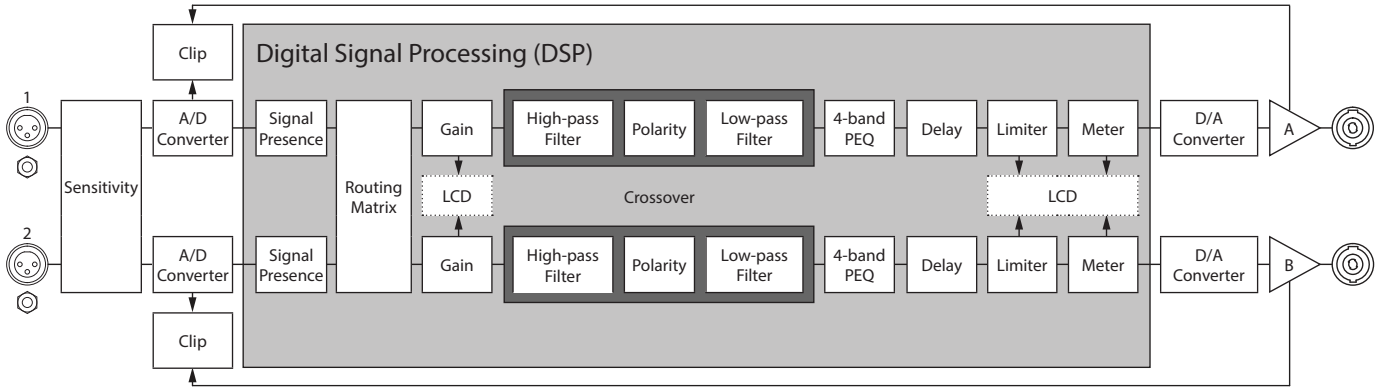 Clip
Digital Signal Processing (DSP)
1
A/D
Converter
Signal
Presence
Gain
High-pass
Filter
Polarity
Low-pass
Filter
4-band
PEQ
Delay
Limiter
Meter
D/A
Converter
A
Sensitivity
Routing
Matrix
LCD
Crossover
LCD
2
A/D
Converter
Signal
Presence
Gain
High-pass
Filter
Polarity
Low-pass
Filter
4-band
PEQ
Delay
Limiter
Meter
D/A
Converter
B
Clip